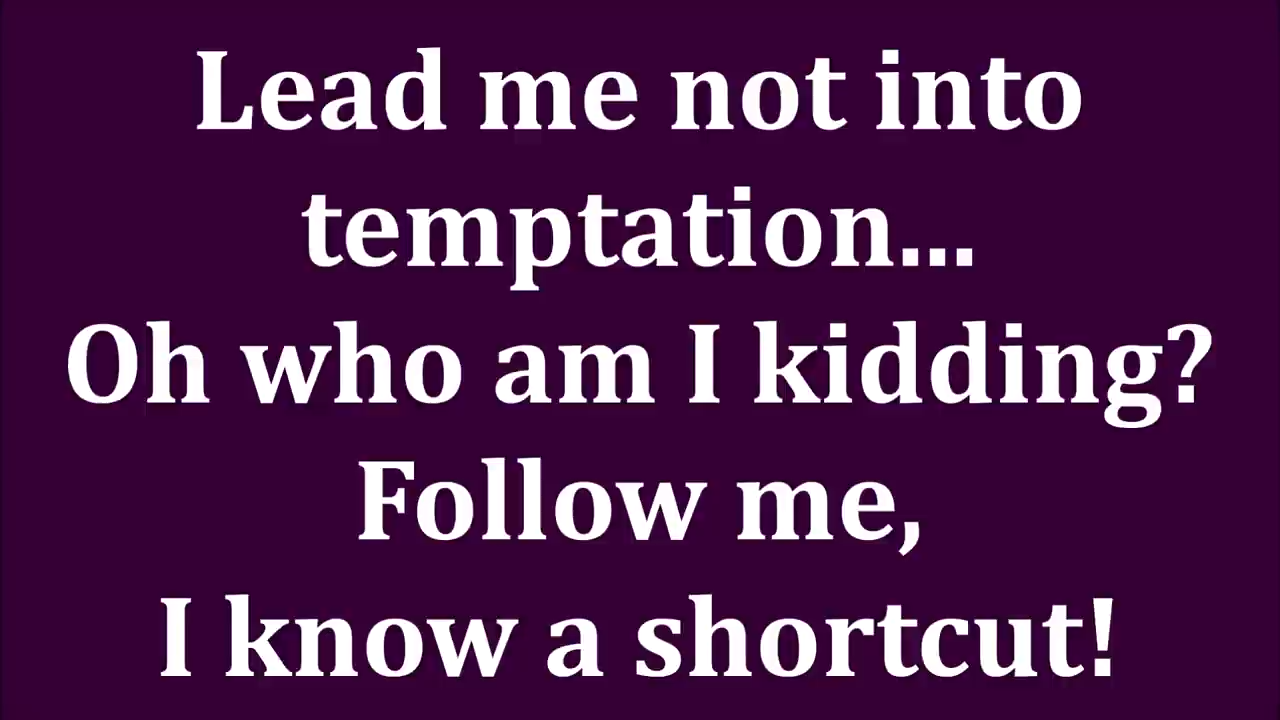 Lead me not into
temptation...
Oh who am I kidding?
Follow me,
I know a shortcut!